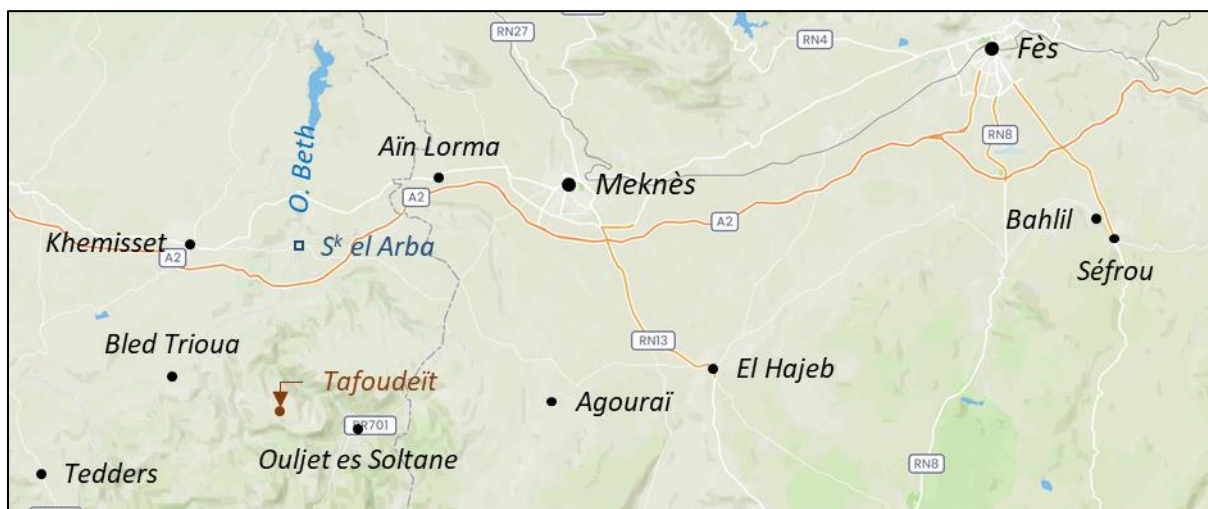 RN27
RN4
Fès
RN8
O. Beth
Aïn Lorma
A2
Meknès
A2
Bahlil
Khemisset
A2
Sᵏ el Arba
Séfrou
Bled Trioua
RN13
El Hajeb
Tafoudeït
Agouraï
701
Ouljet es Soltane
RN8
Tedders